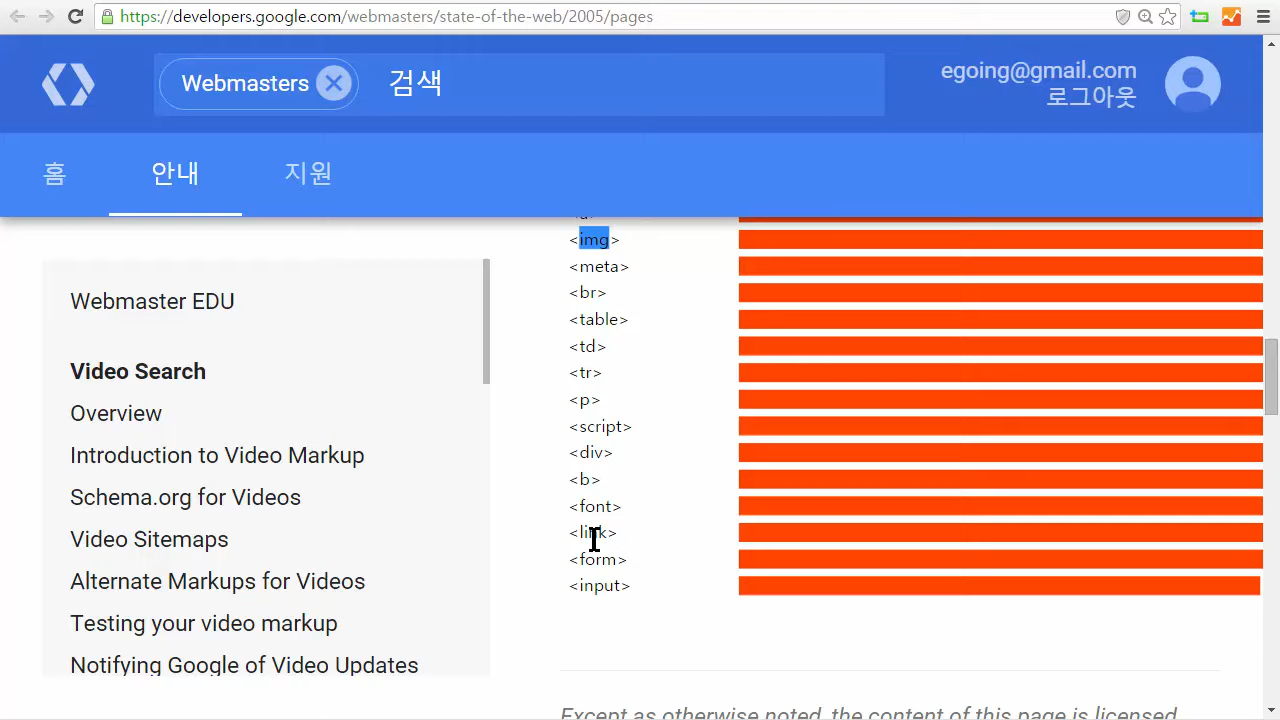 https://developers.google.com/webmasters/state-of-the-web/2005/pages
Webmasters
검색
egoing@gmail.com
로그아웃
홈
안내
지원
<img>
<meta>
<br>
<table>
<td>
<tr>
<p>
<script>
<div>
<b>
<font>
<link>
<form>
<input>
Webmaster EDU
Video Search
Overview
Introduction to Video Markup
Schema.org for Videos
Video Sitemaps
Alternate Markups for Videos
Testing your video markup
Notifying Google of Video Updates
Except as otherwise noted, the content of this page is licensed